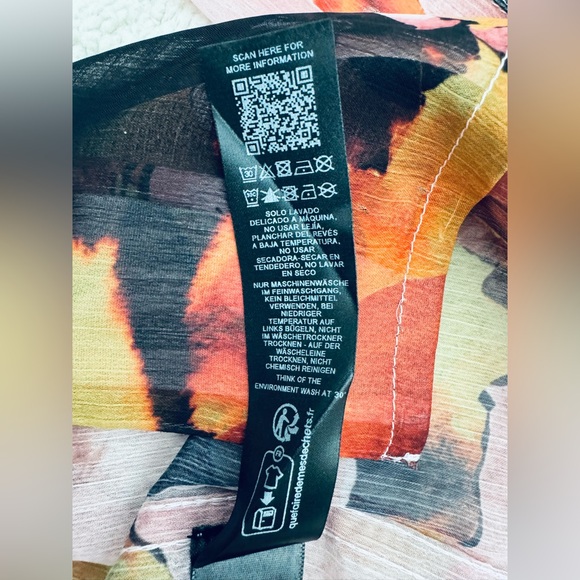 SCAN HERE FOR
MORE INFORMATION
SOLO LAVADO
DELICADO A MÁQUINA,
NO USAR LEJÍA,
PLANCHAR DEL REVÉS
A BAJA TEMPERATURA,
NO USAR
SECADORA-SECAR EN
TENDEDERO, NO LAVAR
EN SECO
NUR MASCHINENWÄSCHE
IM FEINWASCHGANG,
KEIN BLEICHMITTEL
VERWENDEN, BEI
NIEDRIGER
TEMPERATUR AUF
LINKS BÜGELN, NICHT
IM WÄSCHETROCKNER
TROCKNEN - AUF DER
WÄSCHELEINE
TROCKNEN, NICHT
CHEMISCH REINIGEN
THINK OF THE
ENVIRONMENT WASH AT 30°
quefairedemesdechets.fr